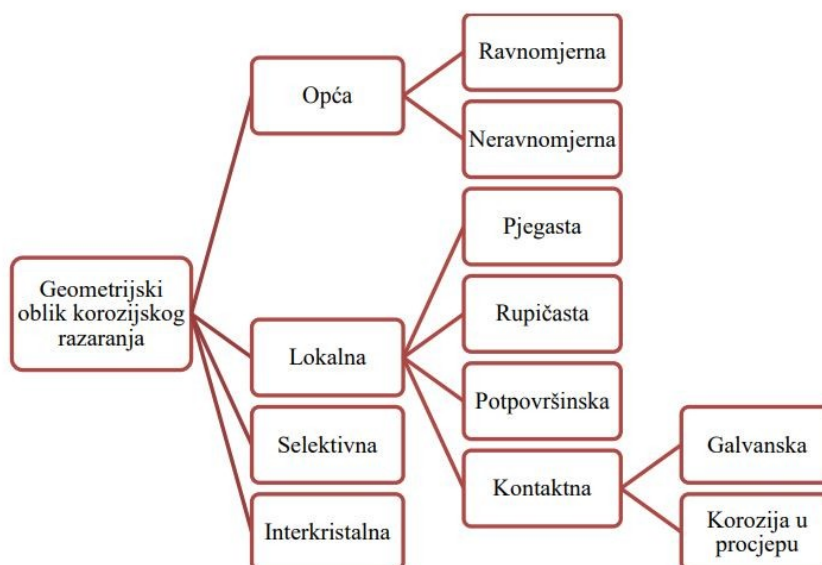 Geometrijski
oblik korozijskog
razaranja
Opća
Ravnomjerna
Neravnomjerna
Lokalna
Pjegasta
Rupičasta
Potpovršinska
Kontaktna
Galvanska
Korozija u
procjepu
Selektivna
Interkristalna